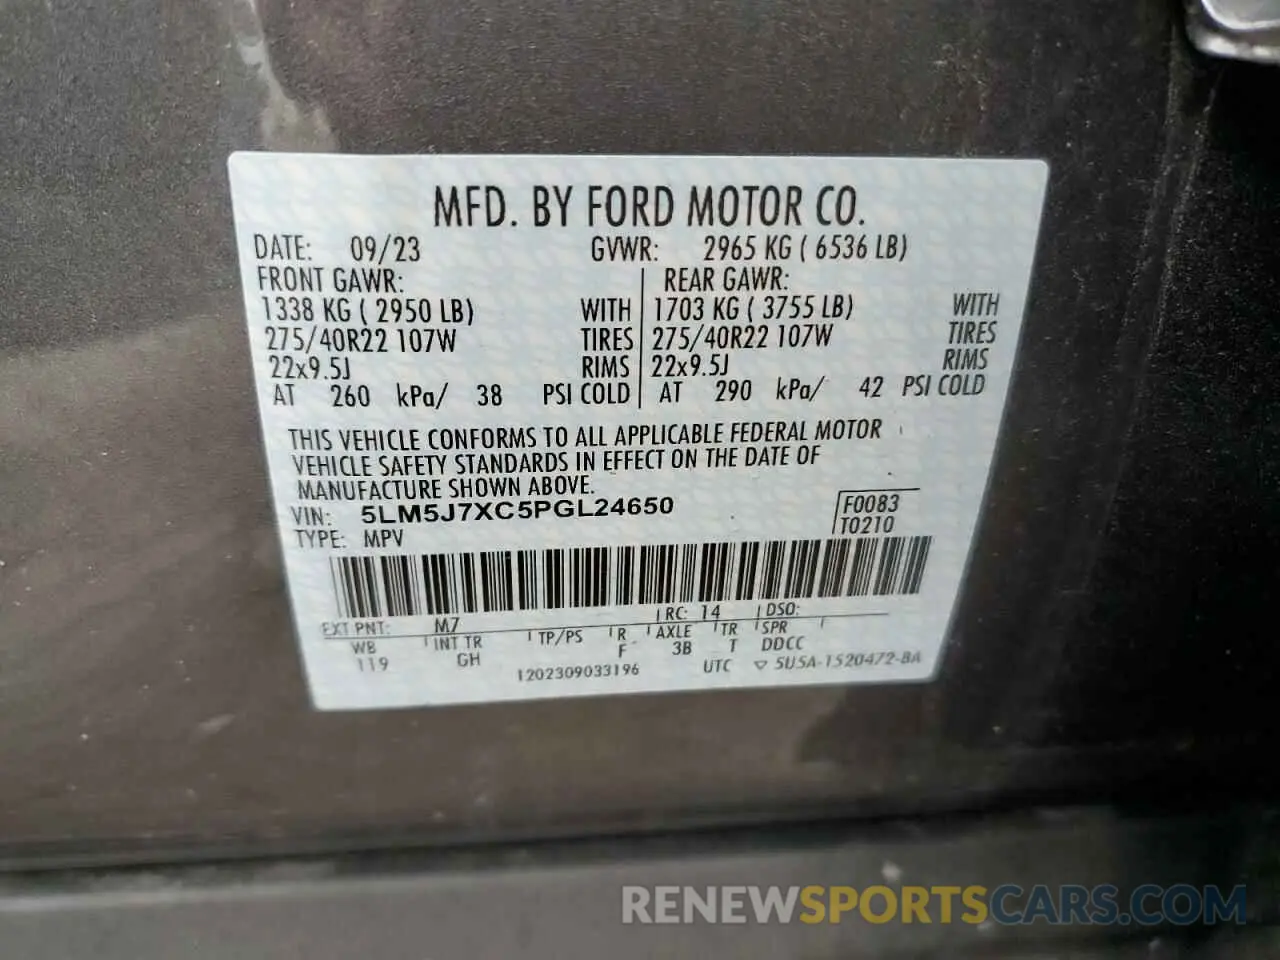 MFD. BY FORD MOTOR CO.
DATE: 09/23 GVWR: 2965 KG ( 6536 LB)
FRONT GAWR: REAR GAWR:
1338 KG ( 2950 LB) WITH 1703 KG ( 3755 LB) WITH
275/40R22 107W TIRES 275/40R22 107W TIRES
22x9.5J RIMS 22x9.5J RIMS
AT 260 kPa/ 38 PSI COLD AT 290 kPa/ 42 PSI COLD
THIS VEHICLE CONFORMS TO ALL APPLICABLE FEDERAL MOTOR
VEHICLE SAFETY STANDARDS IN EFFECT ON THE DATE OF
MANUFACTURE SHOWN ABOVE.
VIN: 5LM5J7XC5PGL24650 F0083
TYPE: MPV T0210
EXT PNT: M7 RC: 14 DSO:
WB INT TR TP/PS R AXLE TR SPR
119 GH F 3B T DDCC
1202309033196 UTC ▽ 5U5A-1520472-BA
RENEWSPORTSCARS.COM